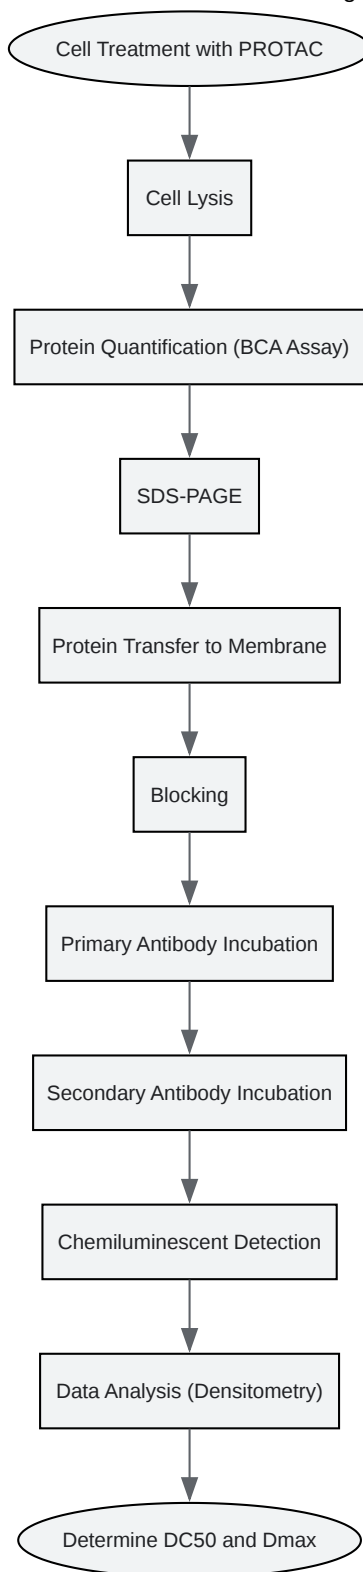 Cell Treatment with PROTAC
Cell Lysis
Protein Quantification (BCA Assay)
SDS-PAGE
Protein Transfer to Membrane
Blocking
Primary Antibody Incubation
Secondary Antibody Incubation
Chemiluminescent Detection
Data Analysis (Densitometry)
Determine DC50 and Dmax